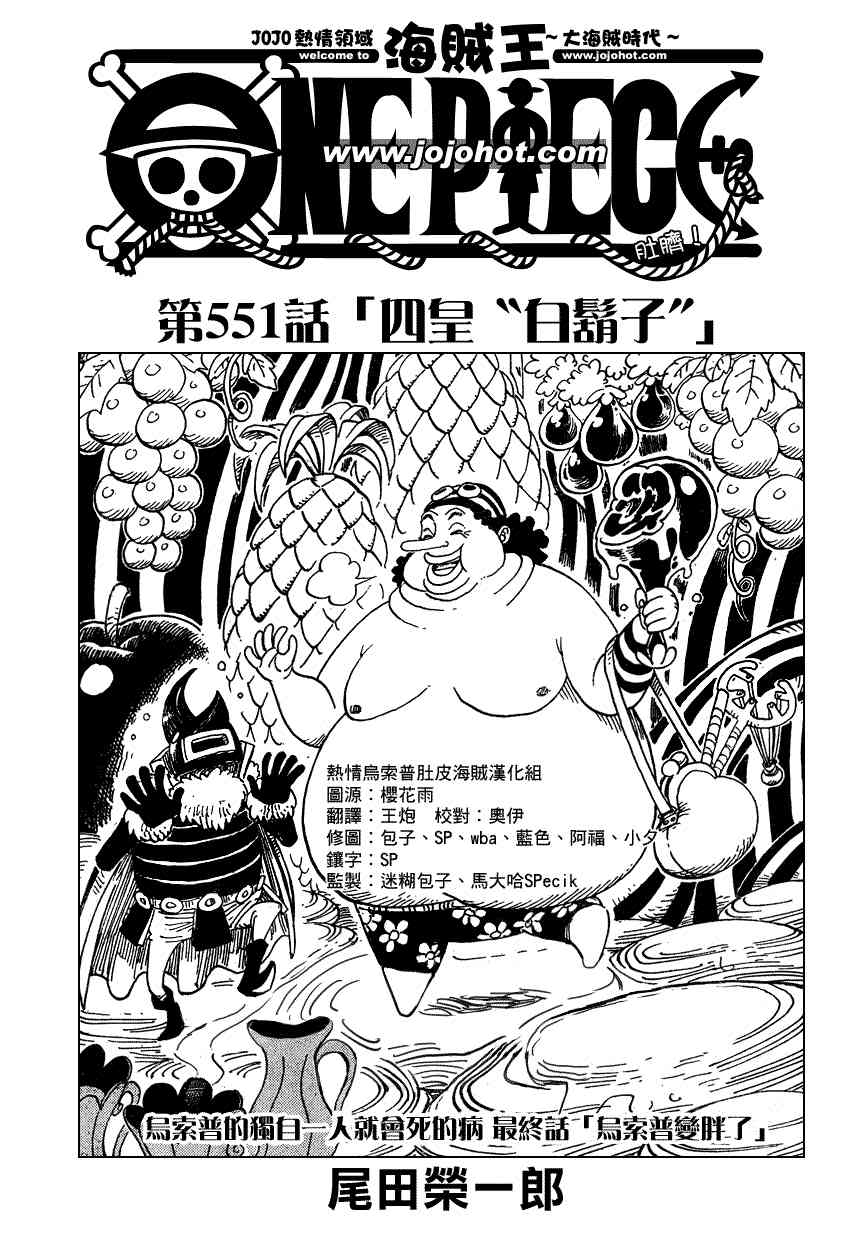 JOJO熱情領域 海賊王 ~大海賊時代~
welcome to www.jojohot.com
ONE PIECE
www.jojohot.com
肚臍！
第551話「四皇〝白鬍子〞」
熱情烏索普肚皮海賊漢化組
圖源：櫻花雨
翻譯：王炮 校對：奧伊
修圖：包子、SP、wba、藍色、阿福、小夕
鑲字：SP
監製：迷糊包子、馬大哈SPecik
烏索普的獨自一人就會死的病 最終話「烏索普變胖了」
尾田榮一郎